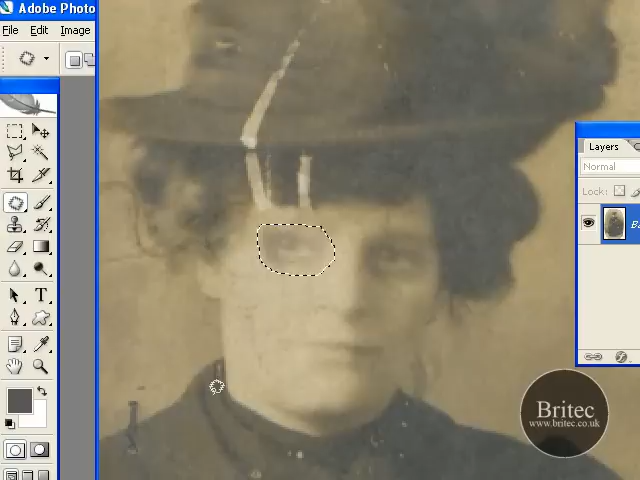 Adobe Photo
File Edit Image
Layers
Normal
Lock:
T
Britec
www.britec.co.uk